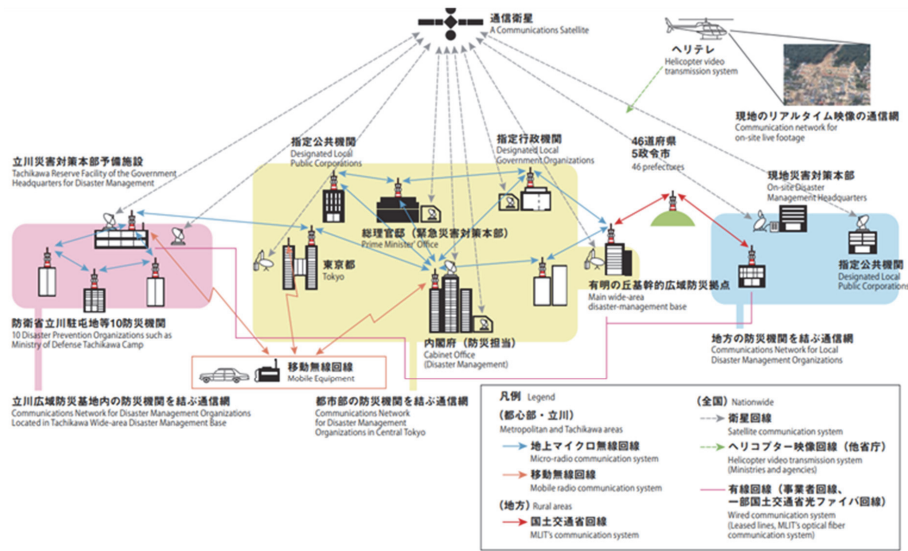 通信衛星
A Communications Satellite
ヘリテレ
Helicopter video
transmission system
現地のリアルタイム映像の通信網
Communication network for
on-site live footage
指定公共機関
Designated Local
Public Corporations
指定行政機関
Designated Local
Government Organizations
46道府県
5政令市
46 prefectures
立川災害対策本部予備施設
Tachikawa Reserve Facility of the Government
Headquarters for Disaster Management
現地災害対策本部
On-site Disaster
Management Headquarters
総理官邸（緊急災害対策本部）
Prime Minister' Office
東京都
Tokyo
指定公共機関
Designated Local
Public Corporations
有明の丘基幹的広域防災拠点
Main wide-area
disaster-management base
防衛省立川駐屯地等10防災機関
10 Disaster Prevention Organizations such as
Ministry of Defense Tachikawa Camp
内閣府（防災担当）
Cabinet Office
(Disaster Management)
地方の防災機関を結ぶ通信網
Communications Network for Local
Disaster Management Organizations
移動無線回線
Mobile Equipment
立川広域防災基地内の防災機関を結ぶ通信網
Communications Network for Disaster Management Organizations
Located in Tachikawa Wide-area Disaster Management Base
都市部の防災機関を結ぶ通信網
Communications Network
for Disaster Management
Organizations in Central Tokyo
凡例 Legend
（都心部・立川）
Metropolitan and Tachikawa areas
地上マイクロ無線回線
Micro-radio communication system
移動無線回線
Mobile radio communication system
（地方）Rural areas
国土交通省回線
MLIT's communication system
（全国）Nationwide
衛星回線
Satellite communication system
ヘリコプター映像回線（他省庁）
Helicopter video transmission system
(Ministries and agencies)
有線回線（事業者回線、
一部国土交通省光ファイバ回線）
Wired communication system
(Leased lines, MLIT's optical fiber
communication system)